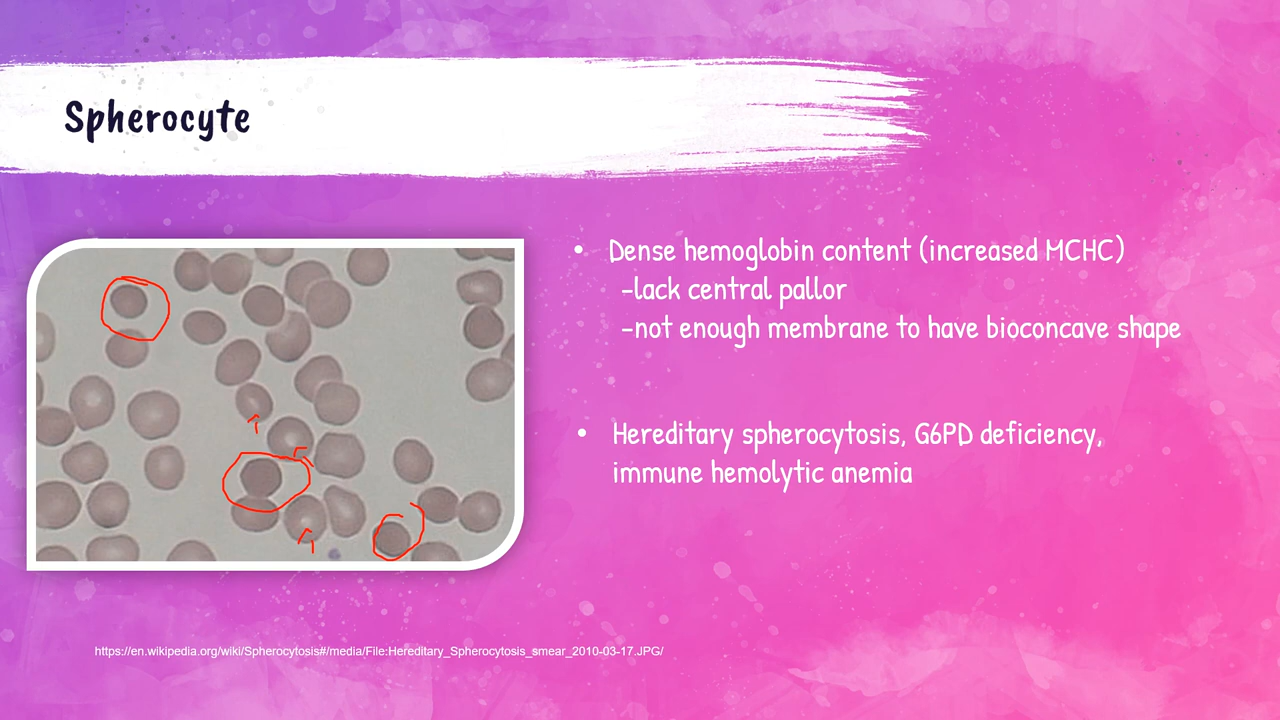 Spherocyte
• Dense hemoglobin content (increased MCHC)
-lack central pallor
-not enough membrane to have bioconcave shape
• Hereditary spherocytosis, G6PD deficiency,
immune hemolytic anemia
https://en.wikipedia.org/wiki/Spherocytosis#/media/File:Hereditary_Spherocytosis_smear_2010-03-17.JPG/